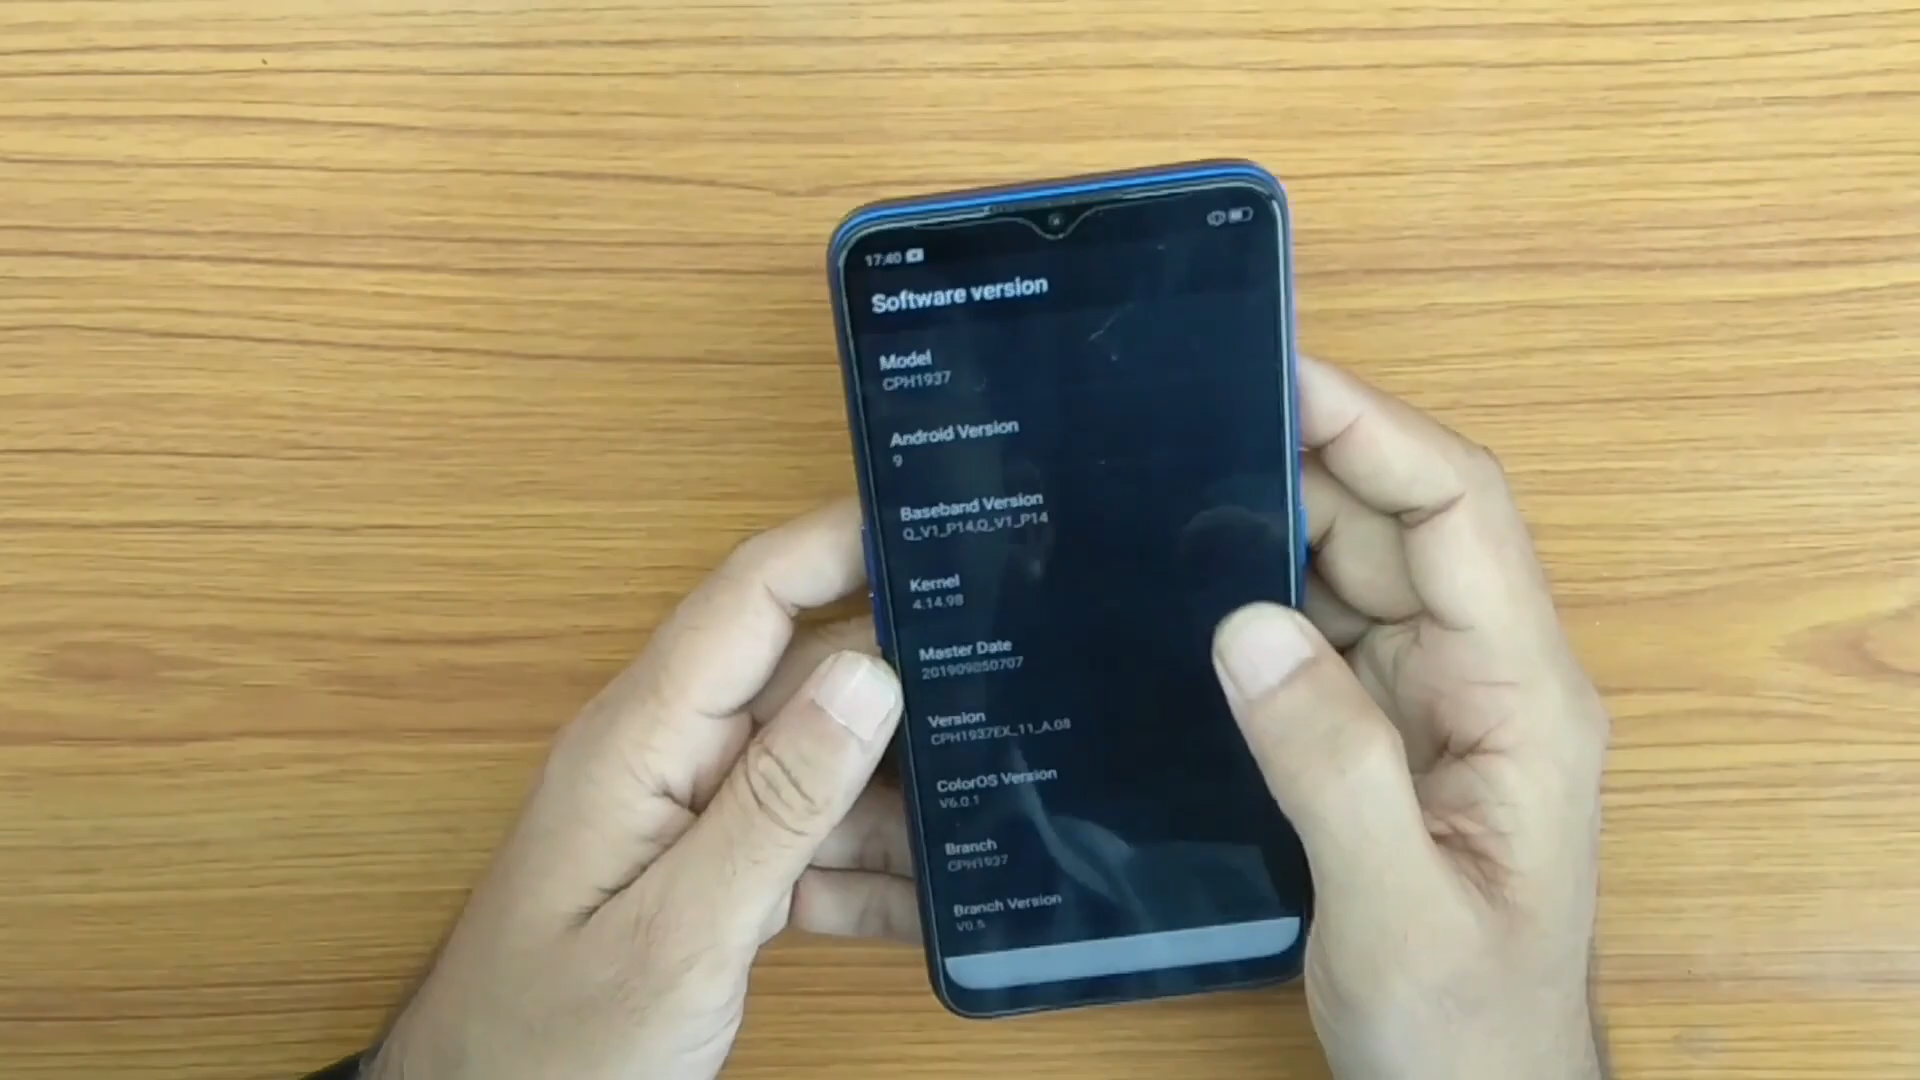 17:40
Software version
Model
CPH1937
Android Version
9
Baseband Version
Q_V1_P14,Q_V1_P14
Kernel
4.14.98
Master Date
201909050707
Version
CPH1937EX_11_A.08
ColorOS Version
V6.0.1
Branch
CPH1937
Branch Version
V0.5